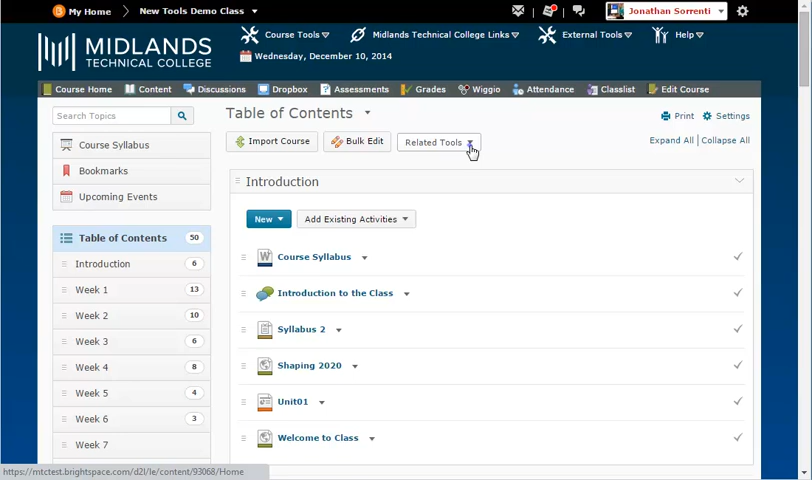 My Home New Tools Demo Class Jonathan Sorrenti
MIDLANDS
TECHNICAL COLLEGE
Course Tools Midlands Technical College Links External Tools Help
Wednesday, December 10, 2014
Course Home Content Discussions Dropbox Assessments Grades Wiggio Attendance Classlist Edit Course
Search Topics
Table of Contents
Print Settings
Import Course Bulk Edit Related Tools
Expand All Collapse All
Course Syllabus
Bookmarks
Upcoming Events
Table of Contents 50
Introduction 6
Week 1 13
Week 2 10
Week 3 6
Week 4 8
Week 5 4
Week 6 3
Week 7
Introduction
New Add Existing Activities
Course Syllabus
Introduction to the Class
Syllabus 2
Shaping 2020
Unit01
Welcome to Class
https://mtctest.brightspace.com/d2l/le/content/93068/Home